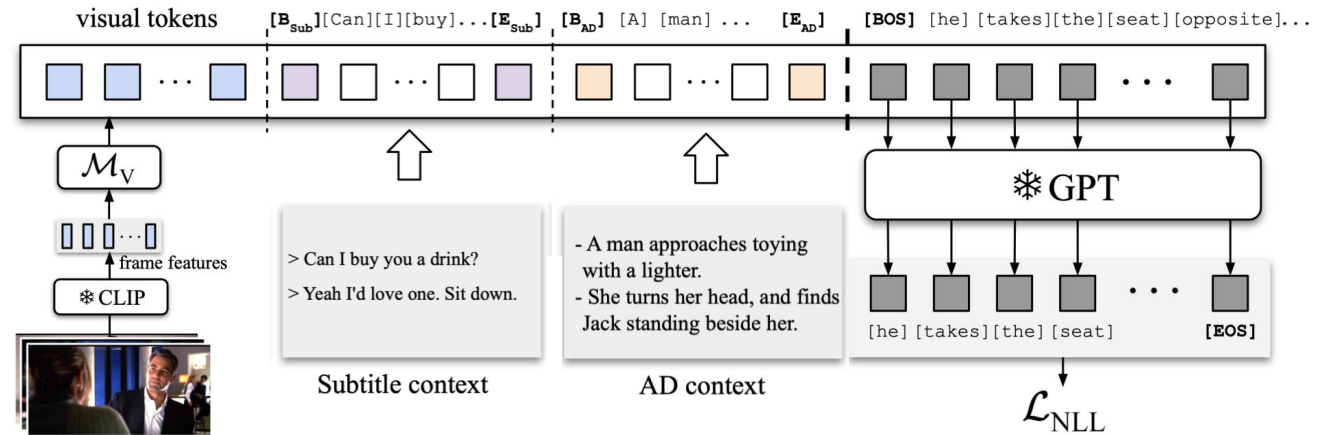 visual tokens
[B_Sub][Can][I][buy]...[E_Sub]
[B_AD] [A] [man] ... [E_AD]
[BOS] [he] [takes][the][seat][opposite]...
M_V
frame features
CLIP
> Can I buy you a drink?
> Yeah I'd love one. Sit down.
Subtitle context
- A man approaches toying
with a lighter.
- She turns her head, and finds
Jack standing beside her.
AD context
GPT
[he] [takes][the] [seat] [EOS]
L_NLL